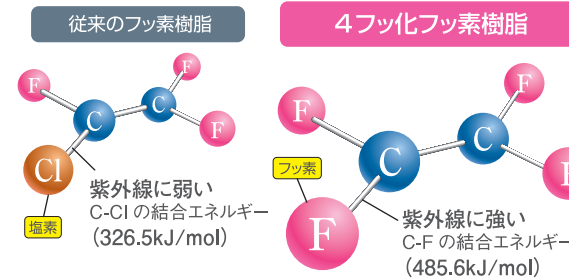 従来のフッ素樹脂
4フッ化フッ素樹脂
F
F
C
C
F
Cl
塩素
紫外線に弱い
C-Clの結合エネルギー
(326.5kJ/mol)
F
F
C
C
フッ素
F
紫外線に強い
C-Fの結合エネルギー
(485.6kJ/mol)